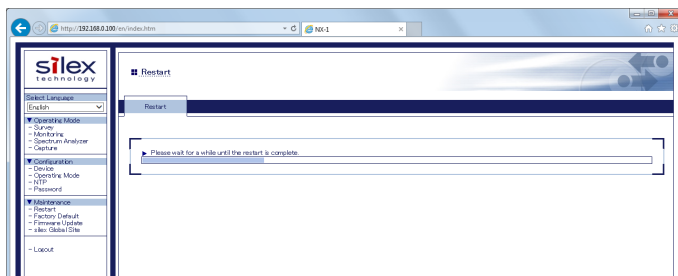 http://192.168.0.100/en/index.htm
NX-1
silex
technology
Restart
Select Language
English
Restart
▼ Operating Mode
- Survey
- Monitoring
- Spectrum Analyzer
- Capture
▶ Please wait for a while until the restart is complete.
▼ Configuration
- Device
- Operating Mode
- NTP
- Password
▼ Maintenance
- Restart
- Factory Default
- Firmware Update
- silex Global Site
- Logout